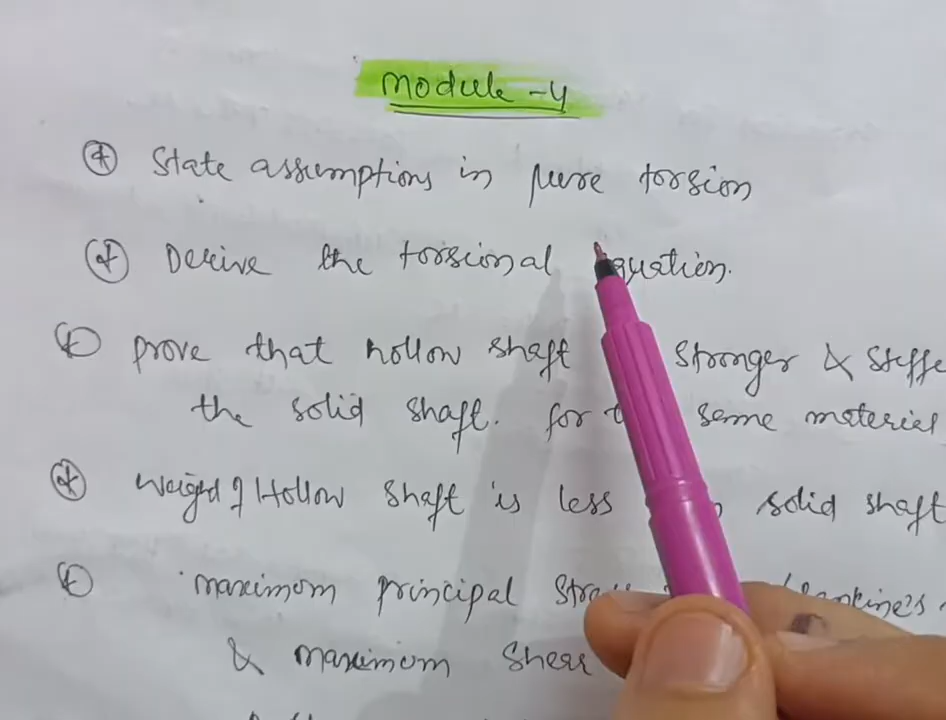 Module - 4
State assumptions in pure torsion
Derive the torsional equation.
prove that hollow shaft stronger & 
the solid shaft. for same material
weight of Hollow shaft is less solid shaft
maximum principal
& maximum shear